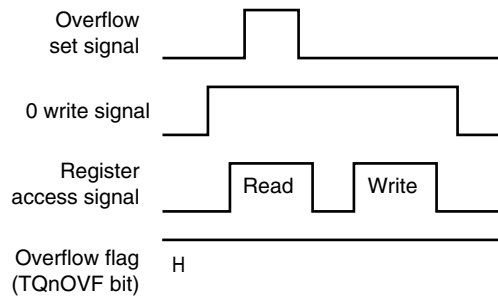 Overflow
set signal
0 write signal
Register
access signal
Read
Write
Overflow flag
(TQnOVF bit)
H